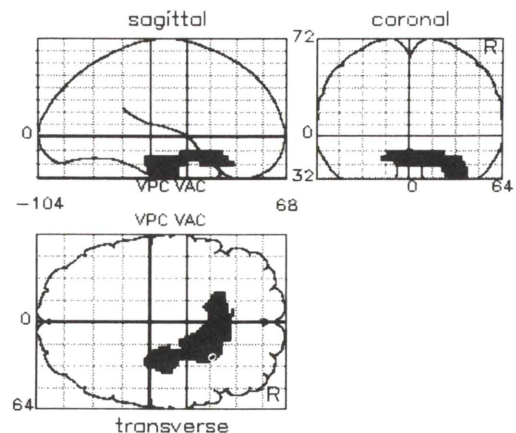 sagittal
coronal
72
R
0
0
VPC VAC
32
-104
68
0
64
VPC VAC
0
R
64
transverse